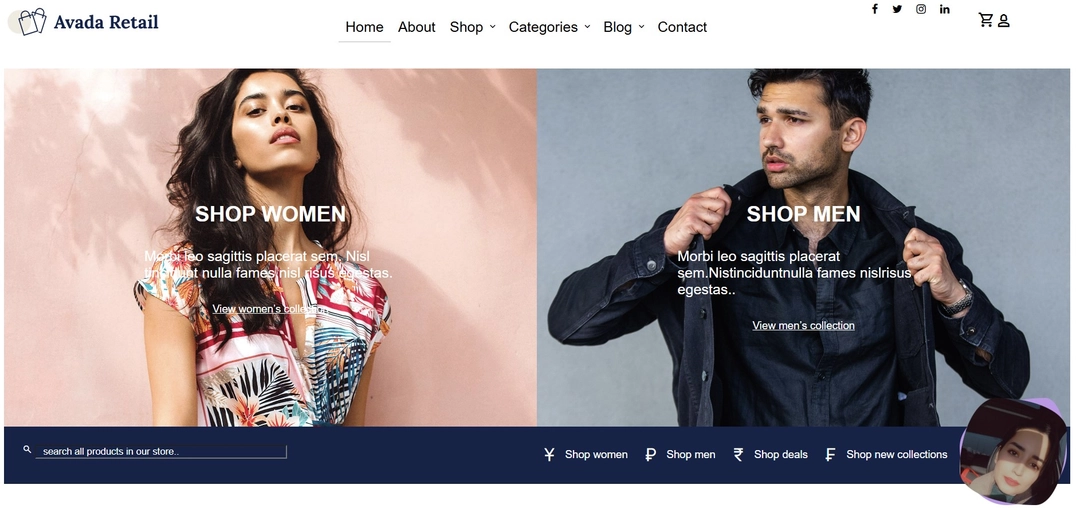 Avada Retail
Home About Shop Categories Blog Contact
SHOP WOMEN
Morbi leo sagittis placerat sem. Nisl
tincidunt nulla fames nisl risus egestas.
View women's collection
SHOP MEN
Morbi leo sagittis placerat
sem.Nistinciduntnulla fames nislrisus
egestas..
View men's collection
search all products in our store..
¥ Shop women ₽ Shop men ₹ Shop deals ₣ Shop new collections